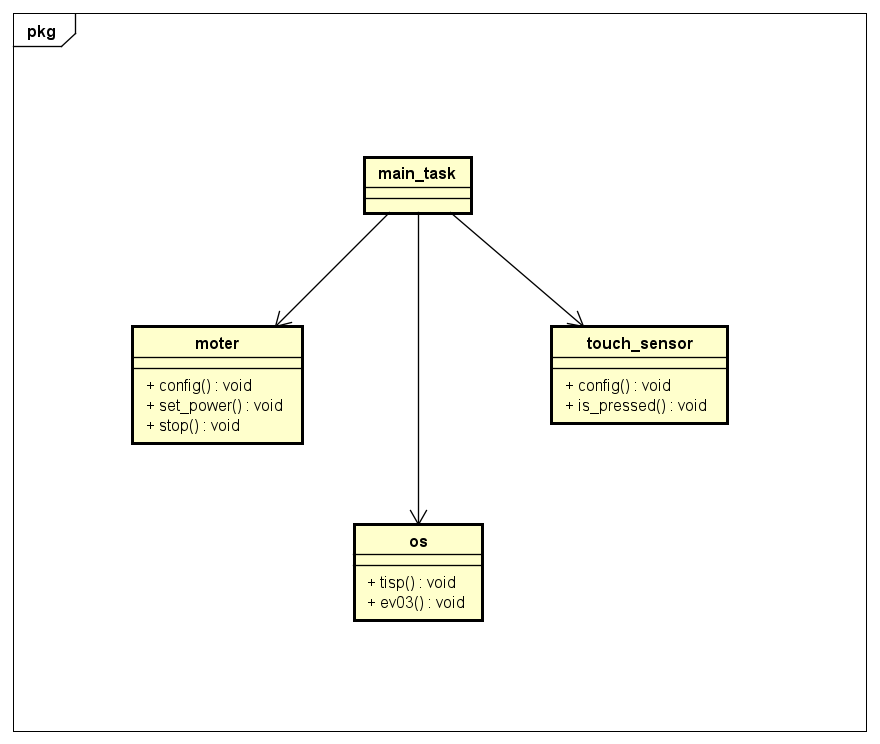 pkg
main_task
moter
+ config() : void
+ set_power() : void
+ stop() : void
touch_sensor
+ config() : void
+ is_pressed() : void
os
+ tisp() : void
+ ev03() : void